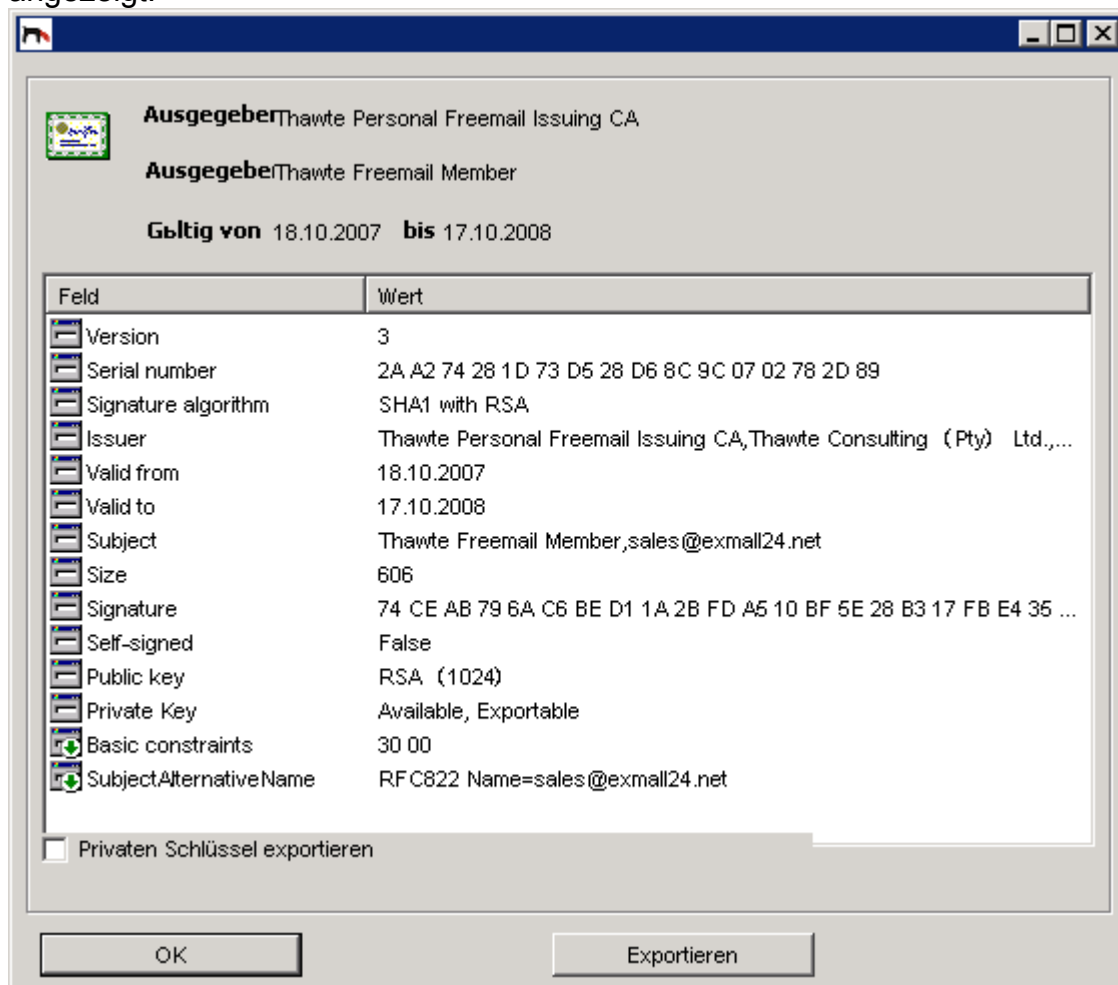 angezeigt.
Ausgegeber Thawte Personal Freemail Issuing CA
Ausgegebe Thawte Freemail Member
Gьltig von 18.10.2007 bis 17.10.2008
Feld Wert
Version 3
Serial number 2A A2 74 28 1D 73 D5 28 D6 8C 9C 07 02 78 2D 89
Signature algorithm SHA1 with RSA
Issuer Thawte Personal Freemail Issuing CA,Thawte Consulting (Pty) Ltd.,...
Valid from 18.10.2007
Valid to 17.10.2008
Subject Thawte Freemail Member,sales@exmall24.net
Size 606
Signature 74 CE AB 79 6A C6 BE D1 1A 2B FD A5 10 BF 5E 28 B3 17 FB E4 35 ...
Self-signed False
Public key RSA (1024)
Private Key Available, Exportable
Basic constraints 30 00
SubjectAlternativeName RFC822 Name=sales@exmall24.net
Privaten Schlüssel exportieren
OK Exportieren